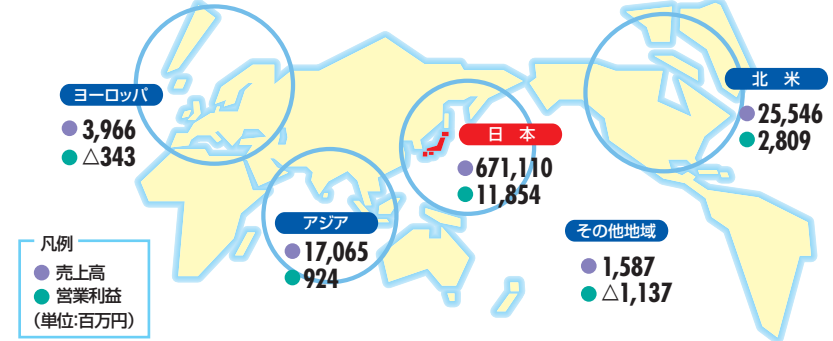 ヨーロッパ
3,966
△343
日本
671,110
11,854
北米
25,546
2,809
アジア
17,065
924
その他地域
1,587
△1,137
凡例
売上高
営業利益
(単位:百万円)